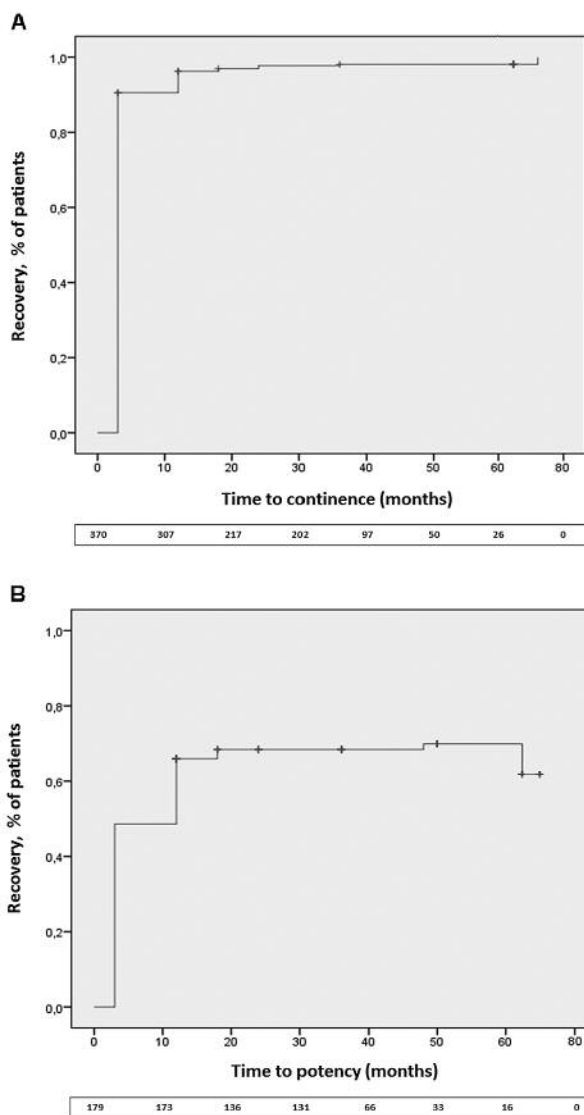 A
1,0
0,8
0,6
0,4
0,2
0,0
Recovery, % of patients
0 10 20 30 40 50 60 80
Time to continence (months)
370 307 217 202 97 50 26 0
B
1,0
0,8
0,6
0,4
0,2
0,0
Recovery, % of patients
0 10 20 30 40 50 60 80
Time to potency (months)
179 173 136 131 66 33 16 0